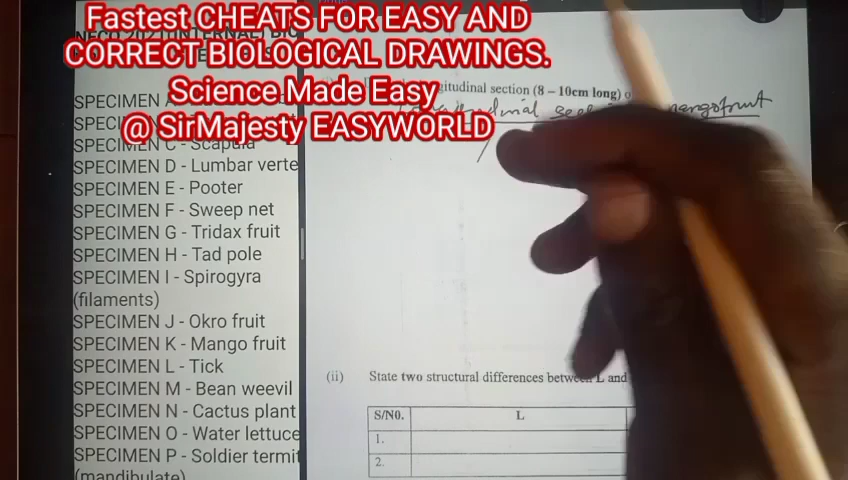 Fastest CHEATS FOR EASY AND
CORRECT BIOLOGICAL DRAWINGS.
Science Made Easy
@ SirMajesty EASYWORLD
SPECIMEN
SPECIMEN C - Scapula
SPECIMEN D - Lumbar verte
SPECIMEN E - Pooter
SPECIMEN F - Sweep net
SPECIMEN G - Tridax fruit
SPECIMEN H - Tad pole
SPECIMEN I - Spirogyra
(filaments)
SPECIMEN J - Okro fruit
SPECIMEN K - Mango fruit
SPECIMEN L - Tick
SPECIMEN M - Bean weevil
SPECIMEN N - Cactus plant
SPECIMEN O - Water lettuce
SPECIMEN P - Soldier termit
(mandibulate)
gitudinal section (8 – 10cm long) o
(ii) State two structural differences between L and
S/N0. L
1.
2.